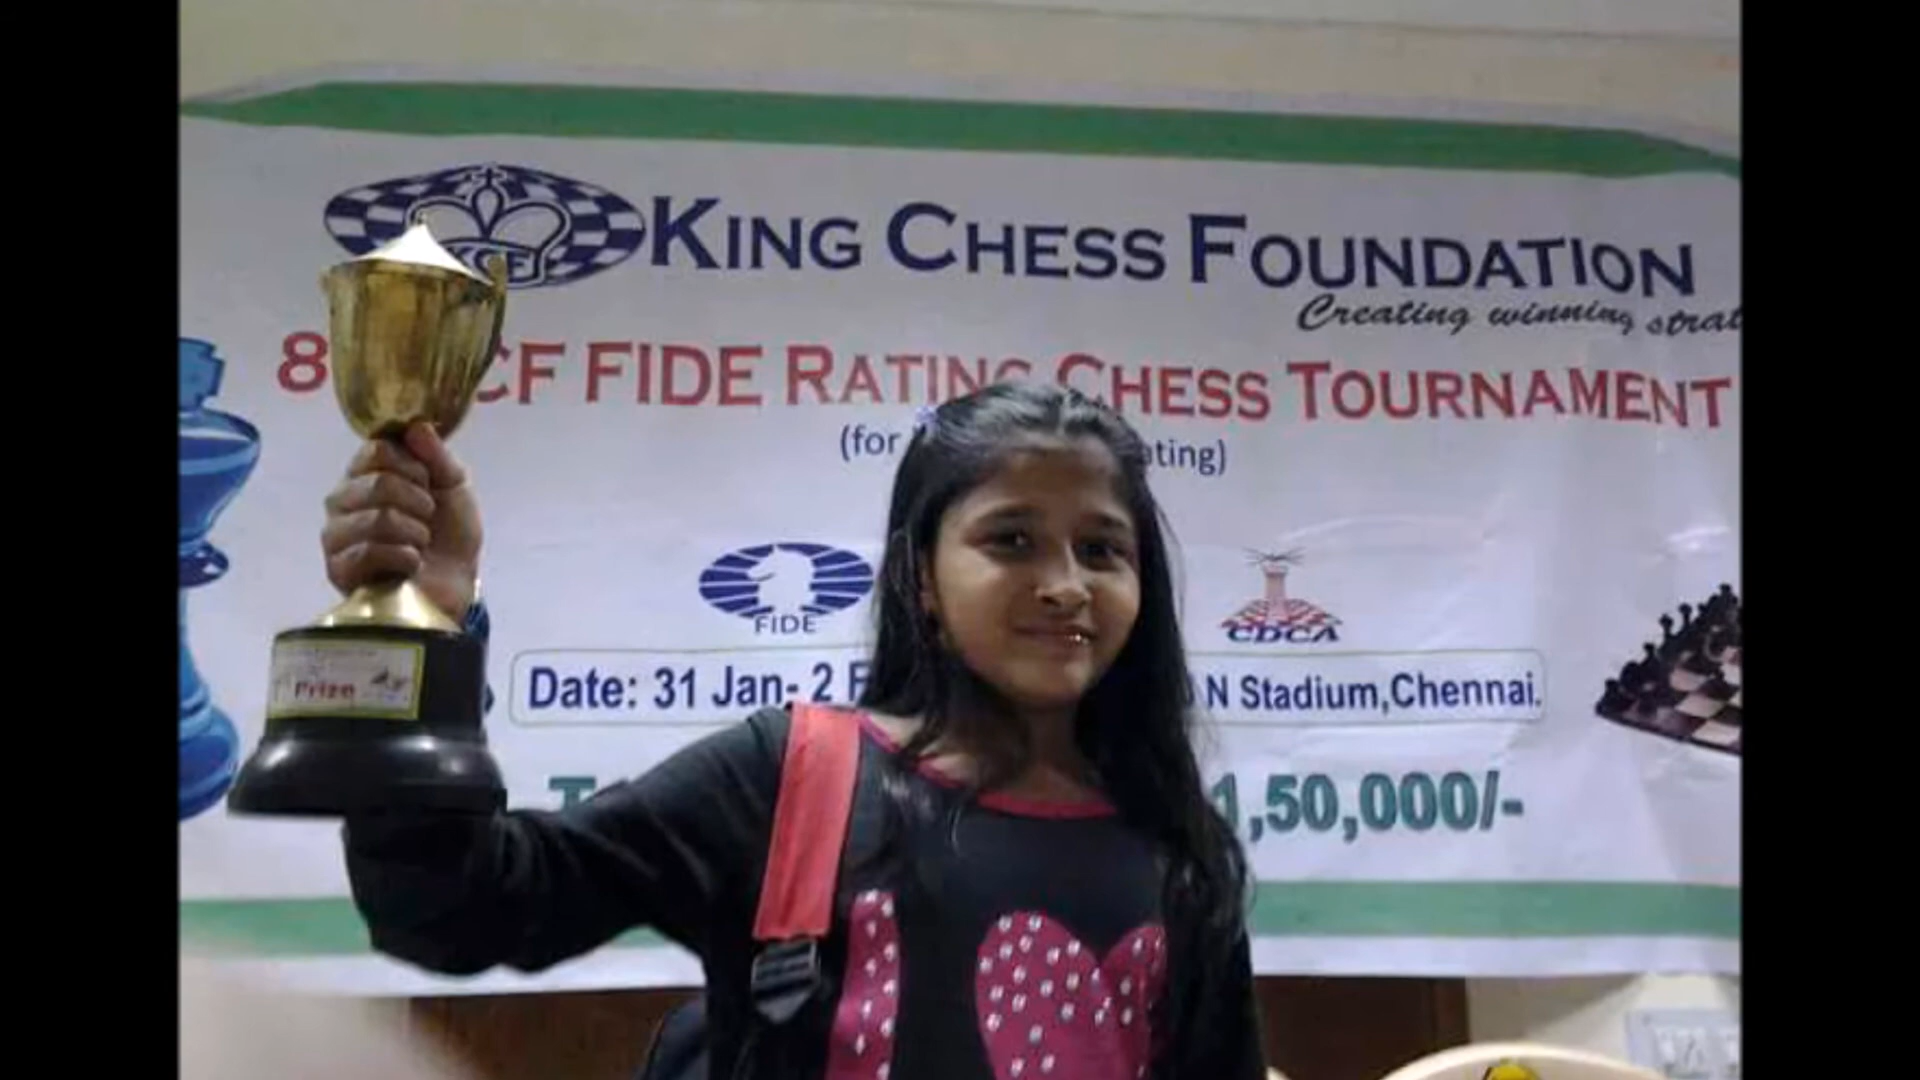 KING CHESS FOUNDATION
Creating winning
8 CF FIDE RATING CHESS TOURNAMENT
(for ating)
FIDE
CDCA
Date: 31 Jan- 2 F N Stadium,Chennai.
1,50,000/-
Prize